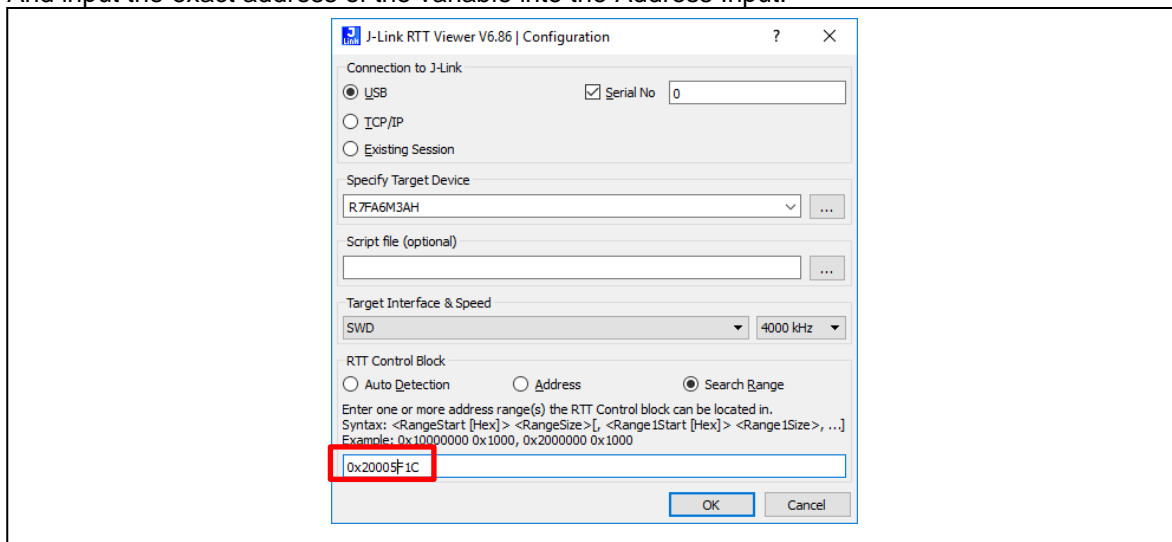 And input the exact address of the variable into the Address Input.
J-Link RTT Viewer V6.86 | Configuration ? ×
Connection to J-Link
USB Serial No 0
TCP/IP
Existing Session
Specify Target Device
R7FA6M3AH ...
Script file (optional)
...
Target Interface & Speed
SWD 4000 kHz
RTT Control Block
Auto Detection Address Search Range
Enter one or more address range(s) the RTT Control block can be located in.
Syntax: <RangeStart [Hex]> <RangeSize>[, <Range1Start [Hex]> <Range1Size>, ...]
Example: 0x10000000 0x1000, 0x2000000 0x1000
0x20005F1C
OK Cancel